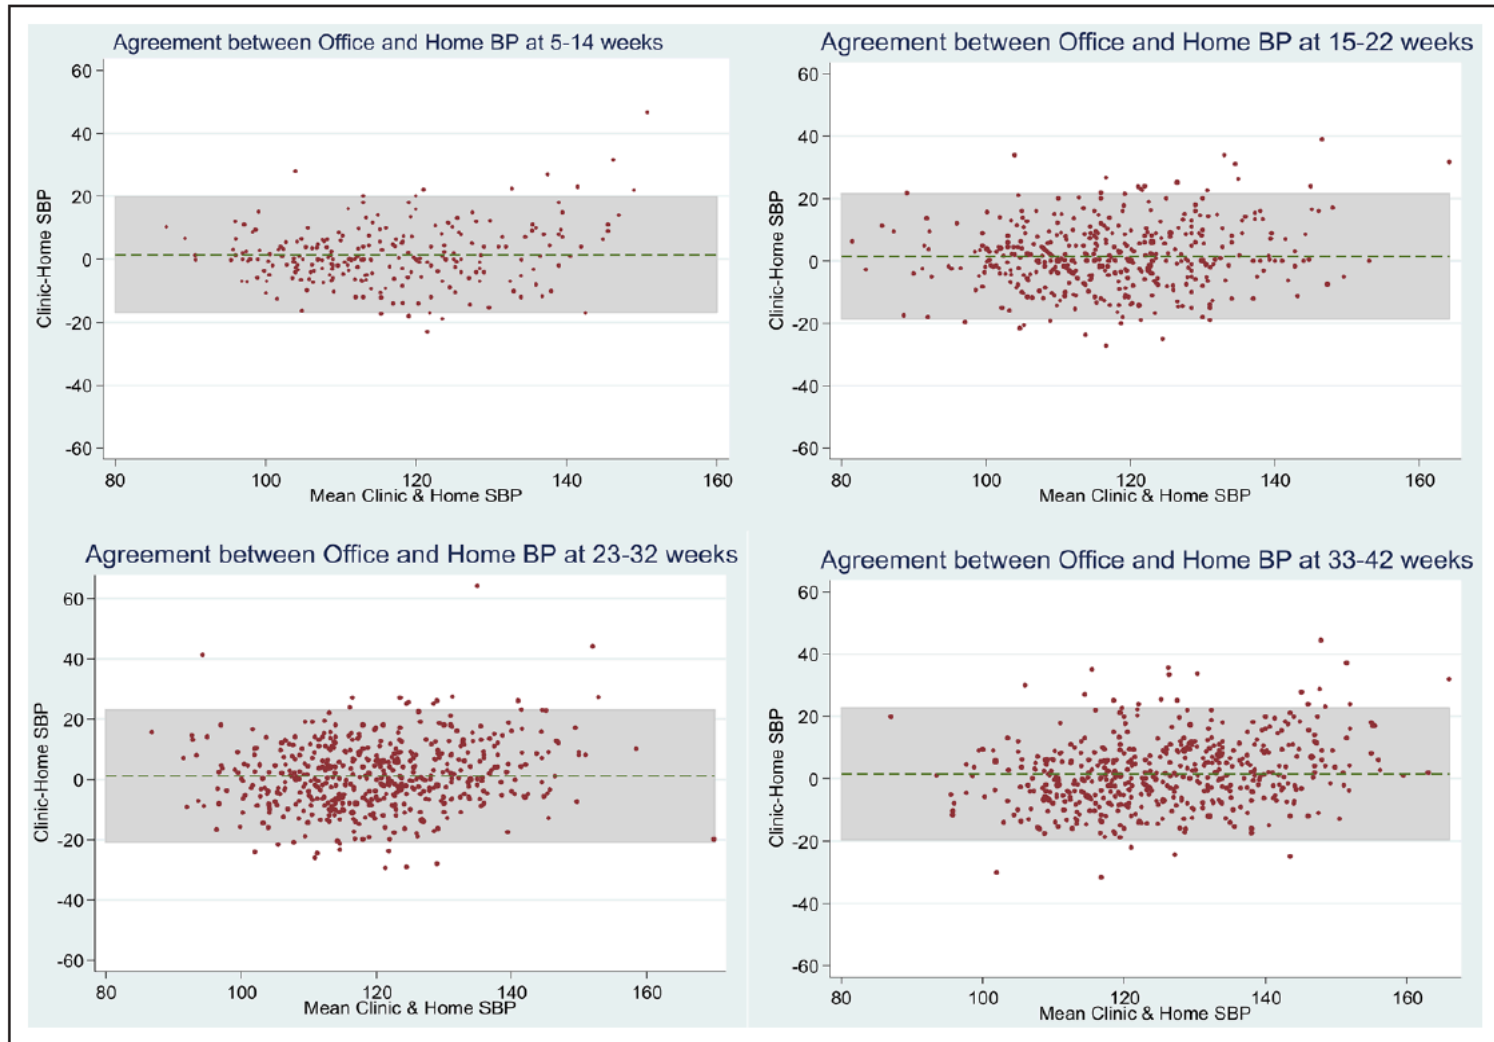 Agreement between Office and Home BP at 5-14 weeks
60
40
20
0
-20
-40
-60
Clinic-Home SBP
80 100 120 140 160
Mean Clinic & Home SBP
Agreement between Office and Home BP at 15-22 weeks
60
40
20
0
-20
-40
-60
Clinic-Home SBP
80 100 120 140 160
Mean Clinic & Home SBP
Agreement between Office and Home BP at 23-32 weeks
60
40
20
0
-20
-40
-60
Clinic-Home SBP
80 100 120 140 160
Mean Clinic & Home SBP
Agreement between Office and Home BP at 33-42 weeks
60
40
20
0
-20
-40
-60
Clinic-Home SBP
80 100 120 140 160
Mean Clinic & Home SBP